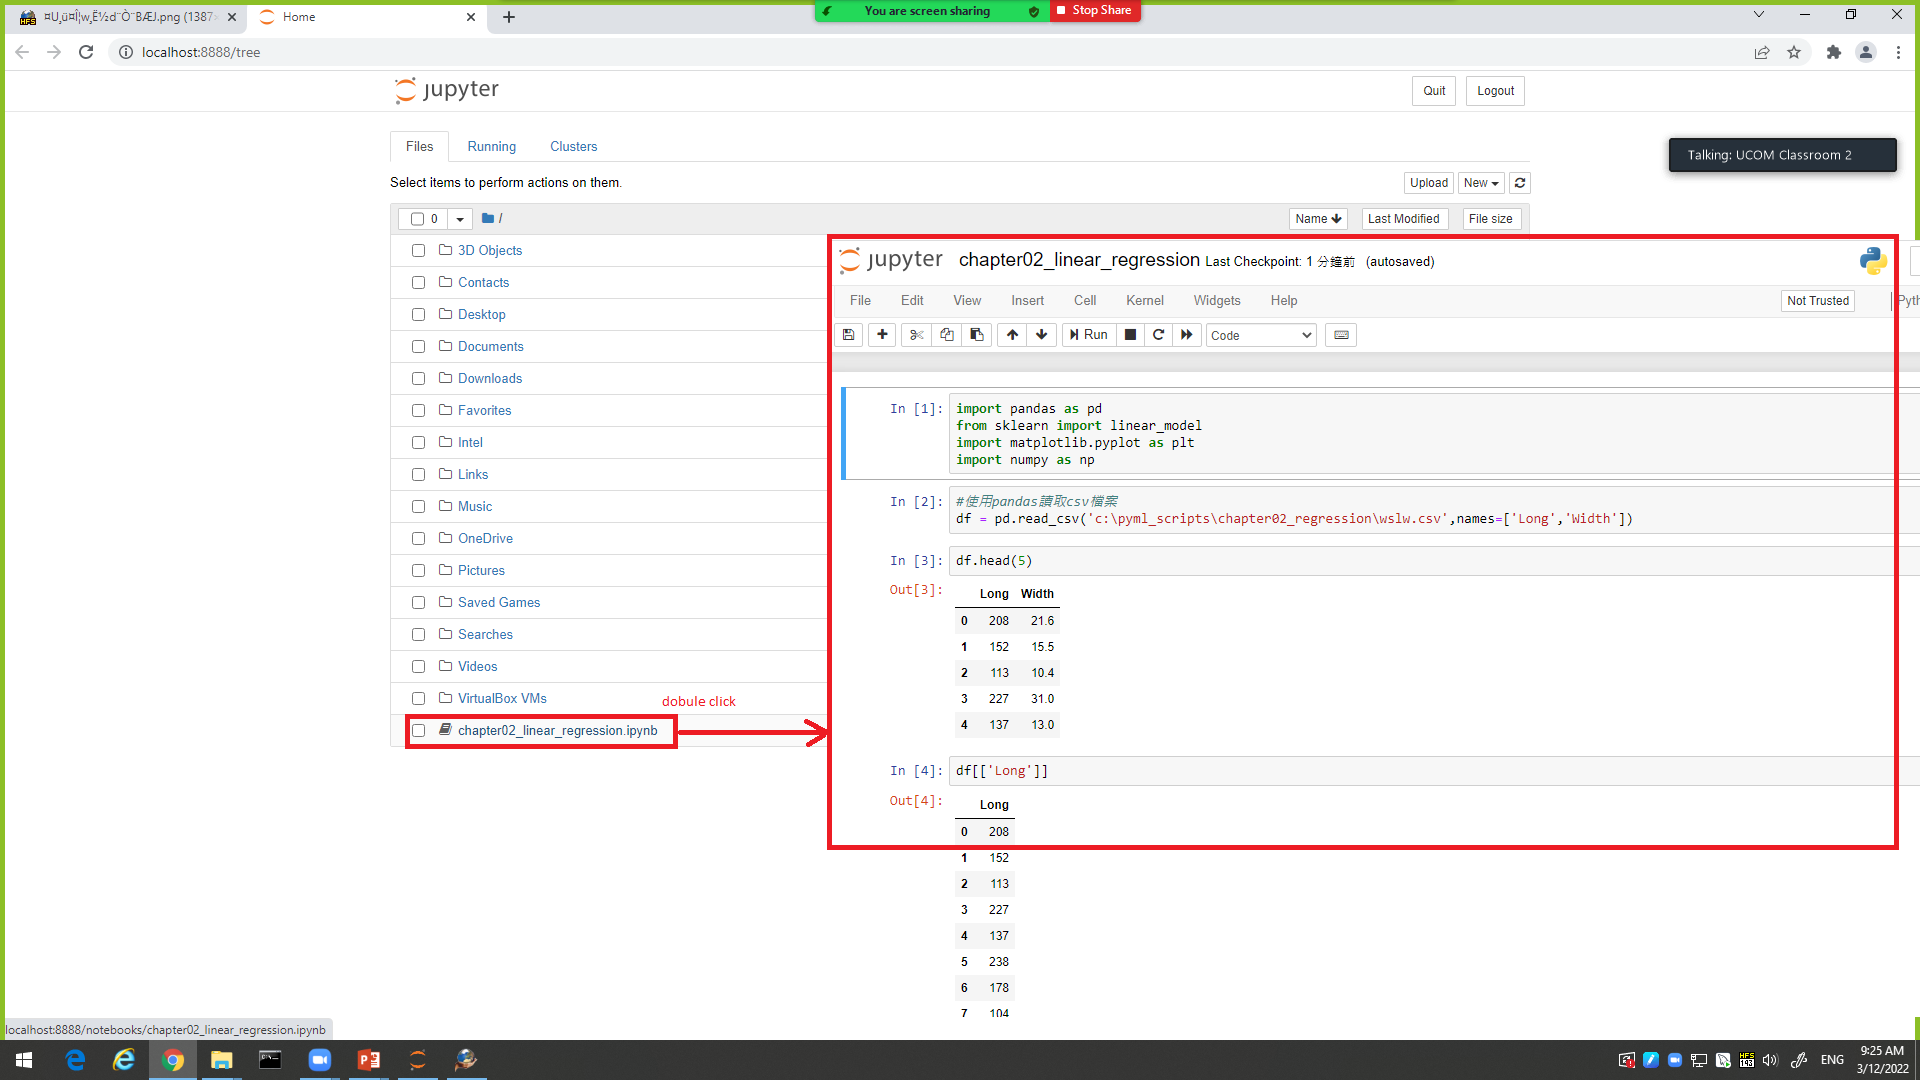 ¤U¸ü¤Î¦w¸Ë½d¨Ò¨BÆJ.png (1387×
Home
You are screen sharing
Stop Share
localhost:8888/tree
jupyter
Quit
Logout
Files
Running
Clusters
Talking: UCOM Classroom 2
Select items to perform actions on them.
Upload
New
0
/
Name
Last Modified
File size
3D Objects
Contacts
Desktop
Documents
Downloads
Favorites
Intel
Links
Music
OneDrive
Pictures
Saved Games
Searches
Videos
VirtualBox VMs
dobule click
chapter02_linear_regression.ipynb
jupyter chapter02_linear_regression Last Checkpoint: 1 分鐘前 (autosaved)
File Edit View Insert Cell Kernel Widgets Help
Not Trusted
Pyth
Run
Code
In [1]:
import pandas as pd
from sklearn import linear_model
import matplotlib.pyplot as plt
import numpy as np
In [2]:
#使用pandas讀取csv檔案
df = pd.read_csv('c:\pyml_scripts\chapter02_regression\wslw.csv',names=['Long','Width'])
In [3]: df.head(5)
Out[3]:
Long Width
0 208 21.6
1 152 15.5
2 113 10.4
3 227 31.0
4 137 13.0
In [4]: df[['Long']]
Out[4]:
Long
0 208
1 152
2 113
3 227
4 137
5 238
6 178
7 104
localhost:8888/notebooks/chapter02_linear_regression.ipynb
ENG
9:25 AM
3/12/2022